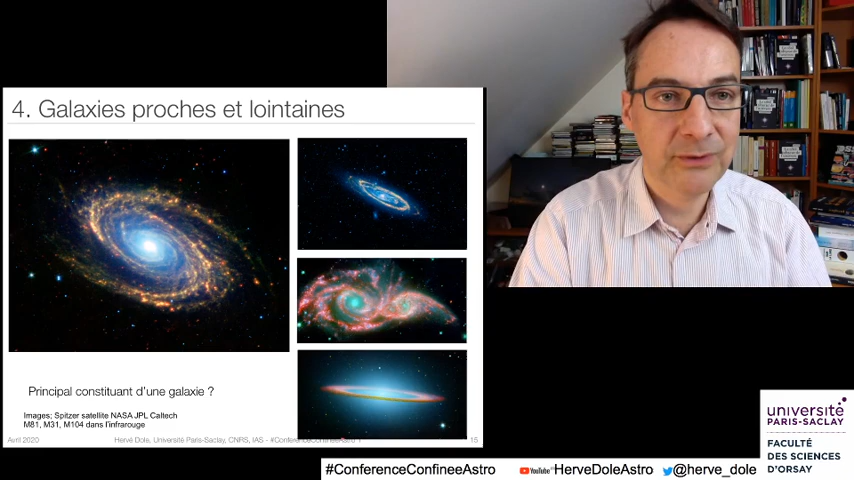 4. Galaxies proches et lointaines
Principal constituant d'une galaxie ?
Images; Spitzer satellite NASA JPL Caltech
M81, M31, M104 dans l'infrarouge
Avril 2020
Hervé Dole, Université Paris-Saclay, CNRS, IAS - #ConferenceConfineeAstro
15
université
PARIS-SACLAY
FACULTÉ
DES SCIENCES
D'ORSAY
#ConferenceConfineeAstro
YouTube HerveDoleAstro
@herve_dole